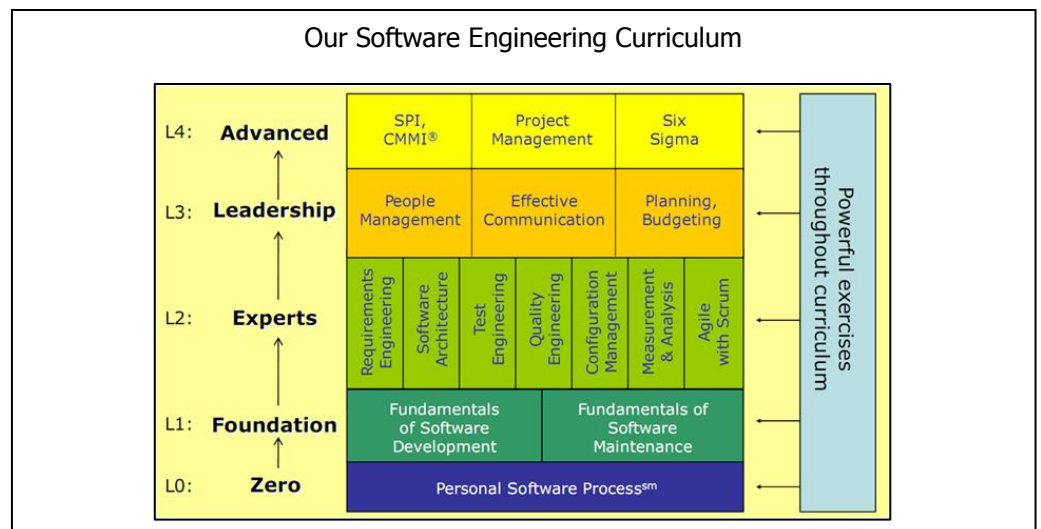 Our Software Engineering Curriculum
L4: Advanced
SPI,
CMMI®
Project
Management
Six
Sigma
L3: Leadership
People
Management
Effective
Communication
Planning,
Budgeting
L2: Experts
Requirements
Engineering
Software
Architecture
Test
Engineering
Quality
Engineering
Configuration
Management
Measurement
& Analysis
Agile
with Scrum
L1: Foundation
Fundamentals
of Software
Development
Fundamentals of
Software
Maintenance
L0: Zero
Personal Software Process℠
Powerful exercises
throughout curriculum